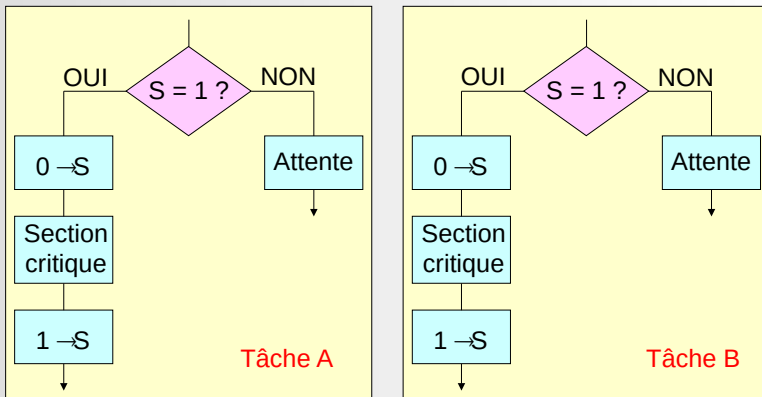 OUI
S = 1 ?
NON
0 →S
Attente
Section
critique
1 →S
Tâche A
OUI
S = 1 ?
NON
0 →S
Attente
Section
critique
1 →S
Tâche B